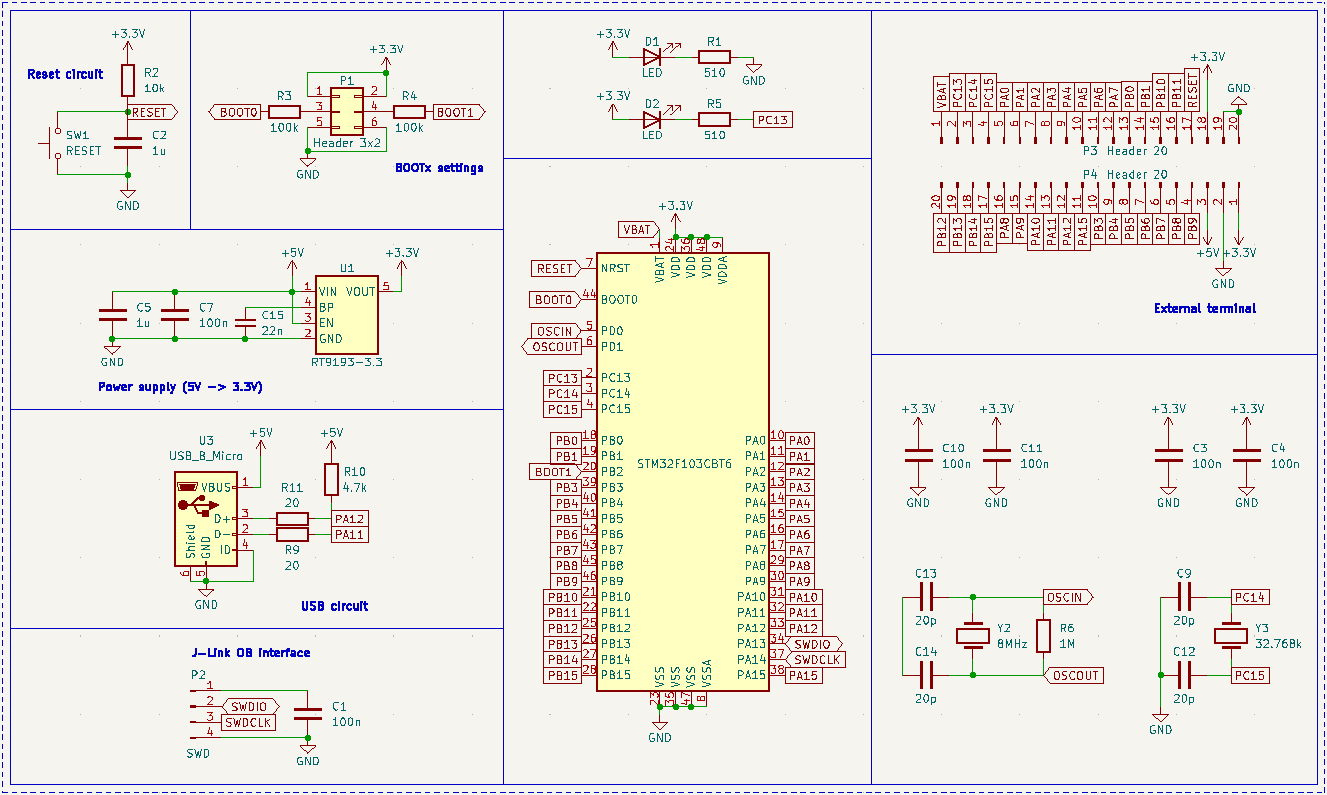 Reset circuit
+3.3V
R2
10k
RESET
SW1
RESET
C2
1u
GND
+3.3V
P1
BOOT0
R3
100k
1
2
3
4
5
6
R4
100k
BOOT1
Header 3x2
GND
BOOTx settings
+3.3V
D1
LED
R1
510
GND
+3.3V
D2
LED
R5
510
PC13
+3.3V
GND
VBAT
PC13
PC14
PC15
PA0
PA1
PA2
PA3
PA4
PA5
PA6
PA7
PB0
PB1
PB10
PB11
RESET
1
2
3
4
5
6
7
8
9
10
11
12
13
14
15
16
17
18
19
20
P3 Header 20
P4 Header 20
20
19
18
17
16
15
14
13
12
11
10
9
8
7
6
5
4
3
2
1
PB12
PB13
PB14
PB15
PA8
PA9
PA10
PA11
PA12
PA15
PB3
PB4
PB5
PB6
PB7
PB8
PB9
+5V
+3.3V
GND
External terminal
+5V
U1
+3.3V
C5
1u
C7
100n
C15
22n
1 VIN VOUT 5
4 BP
3 EN
2 GND
RT9193-3.3
GND
Power supply (5V -> 3.3V)
U3
USB_B_Micro
+5V
+5V
VBUS 1
D+ 3
D- 2
ID 4
Shield
GND
6
5
R11
20
R9
20
R10
4.7k
PA12
PA11
GND
USB circuit
J-Link OB interface
P2
1
2 SWDIO
3 SWDCLK
4
SWD
C1
100n
GND
+3.3V
VBAT
1
24
36
48
9
VBAT
VDD
VDD
VDD
VDDA
RESET 7 NRST
BOOT0 44 BOOT0
OSCIN 5 PD0
OSCOUT 6 PD1
PC13 2 PC13
PC14 3 PC14
PC15 4 PC15
PB0 18 PB0
PB1 19 PB1
BOOT1 20 PB2
PB3 39 PB3
PB4 40 PB4
PB5 41 PB5
PB6 42 PB6
PB7 43 PB7
PB8 45 PB8
PB9 46 PB9
PB10 21 PB10
PB11 22 PB11
PB12 25 PB12
PB13 26 PB13
PB14 27 PB14
PB15 28 PB15
STM32F103CBT6
PA0 10 PA0
PA1 11 PA1
PA2 12 PA2
PA3 13 PA3
PA4 14 PA4
PA5 15 PA5
PA6 16 PA6
PA7 17 PA7
PA8 29 PA8
PA9 30 PA9
PA10 31 PA10
PA11 32 PA11
PA12 33 PA12
PA13 34 SWDIO
PA14 37 SWDCLK
PA15 38 PA15
VSS
VSS
VSS
VSSA
23
35
47
8
GND
+3.3V
C10
100n
GND
+3.3V
C11
100n
GND
+3.3V
C3
100n
GND
+3.3V
C4
100n
GND
C13
20p
OSCIN
Y2
8MHz
R6
1M
C14
20p
OSCOUT
C9
20p
PC14
Y3
32.768k
C12
20p
PC15
GND